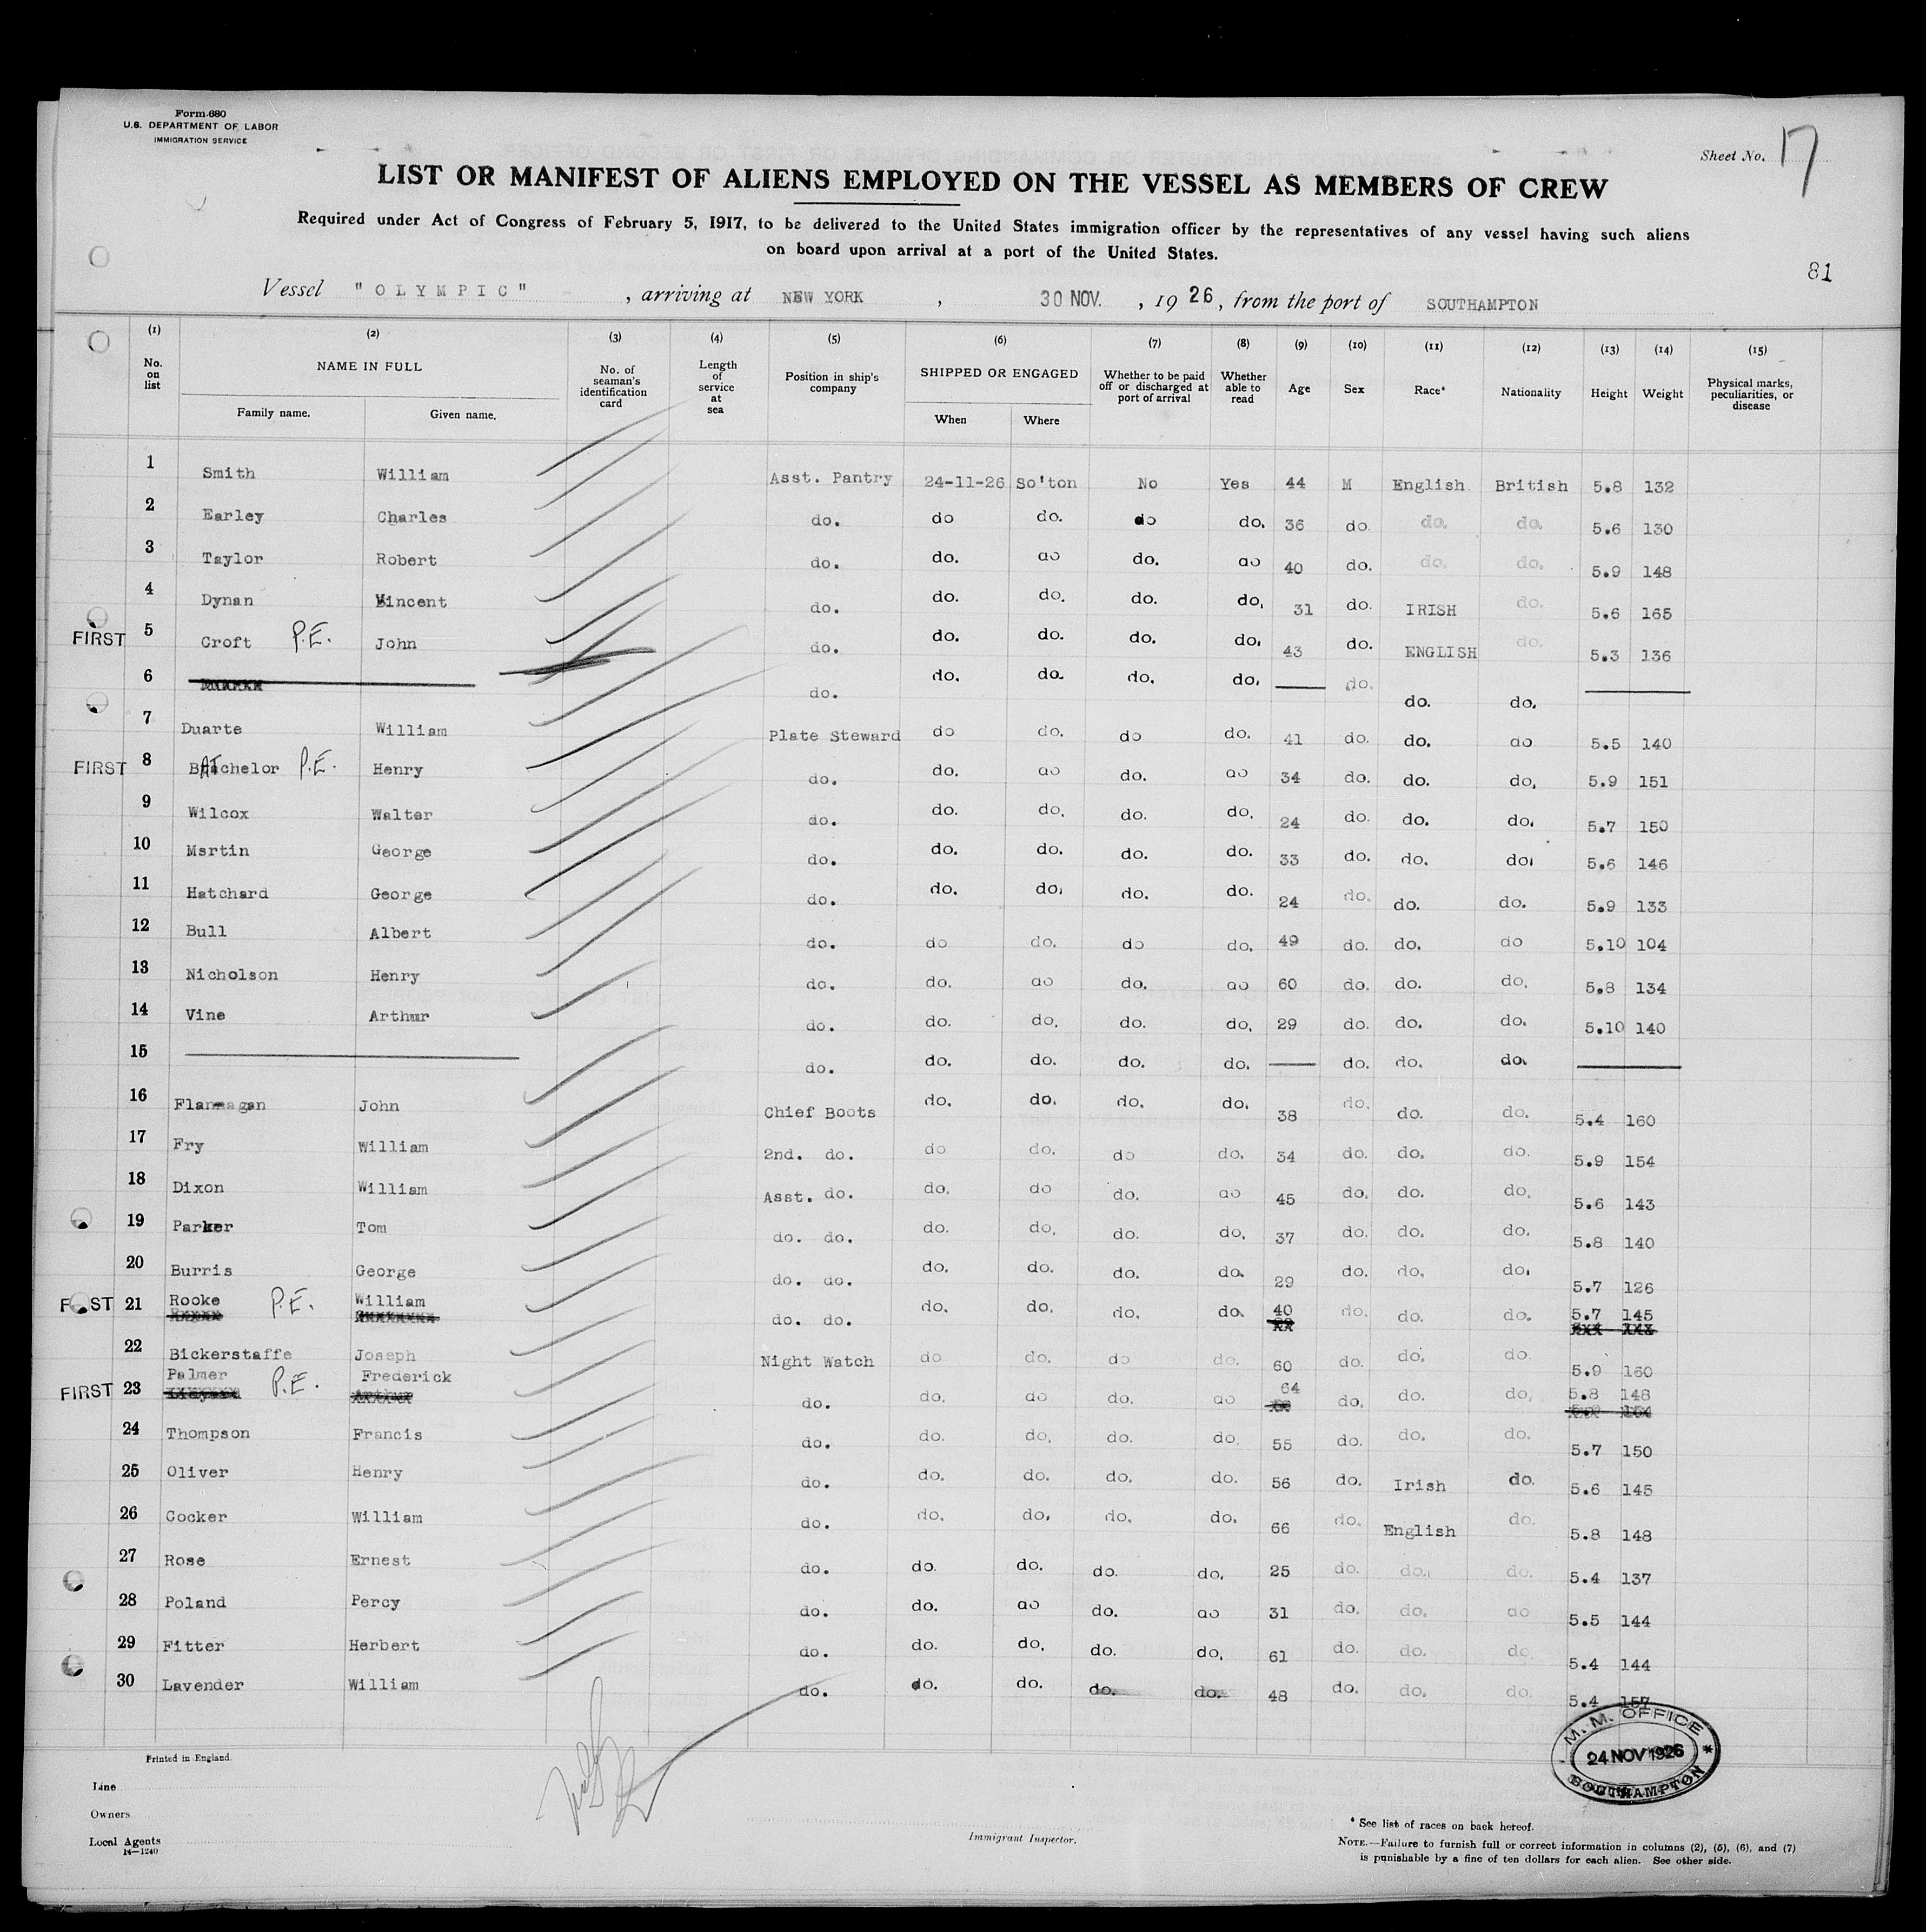 Form 680
U.S. DEPARTMENT OF LABOR
IMMIGRATION SERVICE
Sheet No. 17
LIST OR MANIFEST OF ALIENS EMPLOYED ON THE VESSEL AS MEMBERS OF CREW
Required under Act of Congress of February 5, 1917, to be delivered to the United States immigration officer by the representatives of any vessel having such aliens
on board upon arrival at a port of the United States.
81
Vessel "OLYMPIC", arriving at NEW YORK, 30 NOV., 1926, from the port of SOUTHAMPTON
(1) (2) (3) (4) (5) (6) (7) (8) (9) (10) (11) (12) (13) (14) (15)
No. on list NAME IN FULL Family name. Given name. No. of seaman's identification card Length of service at sea Position in ship's company SHIPPED OR ENGAGED When Where Whether to be paid off or discharged at port of arrival Whether able to read Age Sex Race* Nationality Height Weight Physical marks, peculiarities, or disease
1 Smith William Asst. Pantry 24-11-26 So'ton No Yes 44 M English British 5.8 132
2 Earley Charles do. do do. do do. 36 do. do. do. 5.6 130
3 Taylor Robert do. do. do do. do 40 do. do. do. 5.9 148
4 Dynan Vincent do. do. do. do. do. 31 do. IRISH do. 5.6 165
FIRST 5 Croft P.E. John do. do. do. do. do. 43 do. ENGLISH do. 5.3 136
6 do. do. do. do. do. do. do. do.
7 Duarte William Plate Steward do do. do do. 41 do. do. do 5.5 140
FIRST 8 Batchelor P.E. Henry do. do. do do. do 34 do. do. do. 5.9 151
9 Wilcox Walter do. do. do. do. do. 24 do. do. do. 5.7 150
10 Msrtin George do. do. do. do. do. 33 do. do. do. 5.6 146
11 Hatchard George do. do. do. do. do. 24 do. do. do. 5.9 133
12 Bull Albert do. do do. do do. 49 do. do. do 5.10 104
13 Nicholson Henry do. do. do do. do 60 do. do. do. 5.8 134
14 Vine Arthur do. do. do. do. do. 29 do. do. do. 5.10 140
15 do. do. do. do. do. do. do. do.
16 Flannagan John Chief Boots do. do. do. do. 38 do. do. do. 5.4 160
17 Fry William 2nd. do. do do. do do. 34 do. do. do. 5.9 154
18 Dixon William Asst. do. do. do do. do 45 do. do. do. 5.6 143
19 Parker Tom do. do. do. do. do. do. 37 do. do. do. 5.8 140
20 Burris George do. do. do. do. do. do. 29 do. do. do. 5.7 126
FIRST 21 Rooke P.E. William do. do. do. do. do. do. 40 do. do. do. 5.7 145
22 Bickerstaffe Joseph Night Watch do do. do do. 60 do. do. do. 5.9 160
FIRST 23 Palmer P.E. Frederick do. do. do do. do 64 do. do. do. 5.8 148
24 Thompson Francis do. do. do. do. do. 55 do. do. do. 5.7 150
25 Oliver Henry do. do. do. do. do. 56 do. Irish do. 5.6 145
26 Cocker William do. do. do. do. do. 66 do. English do. 5.8 148
27 Rose Ernest do. do. do. do. do. 25 do. do. do. 5.4 137
28 Poland Percy do. do. do do. do 31 do. do. do 5.5 144
29 Fitter Herbert do. do. do. do. do. 61 do. do. do. 5.4 144
30 Lavender William do. do. do. do. do. 48 do. do. do. 5.4 157
M. M. OFFICE
24 NOV 1926
SOUTHAMPTON
Printed in England.
Line
Owners
Local Agents
14—1240
Immigrant Inspector.
* See list of races on back hereof.
NOTE.—Failure to furnish full or correct information in columns (2), (5), (6), and (7)
is punishable by a fine of ten dollars for each alien. See other side.